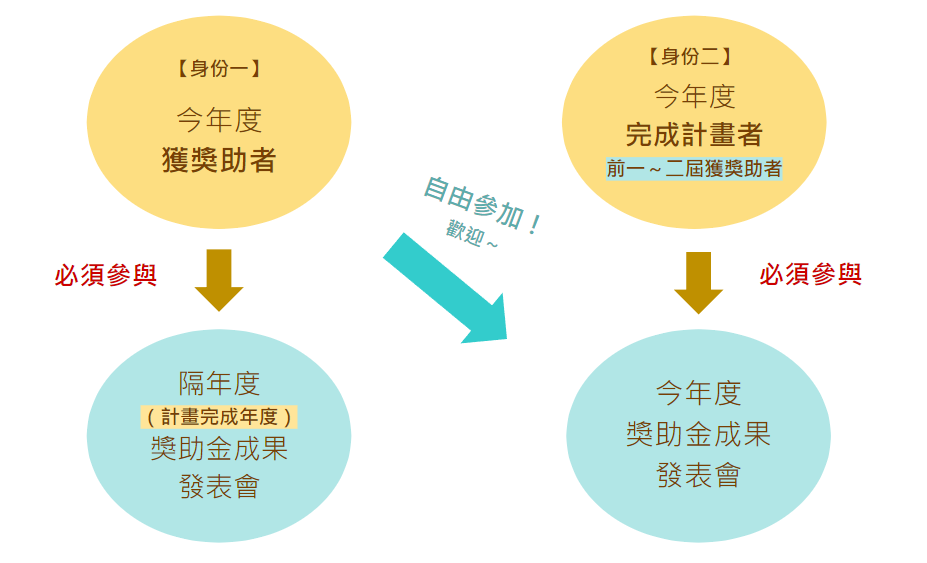 【身份一】
今年度
獲獎助者
【身份二】
今年度
完成計畫者
前一～二屆獲獎助者
自由參加！
歡迎～
必須參與
必須參與
隔年度
(計畫完成年度)
獎助金成果
發表會
今年度
獎助金成果
發表會